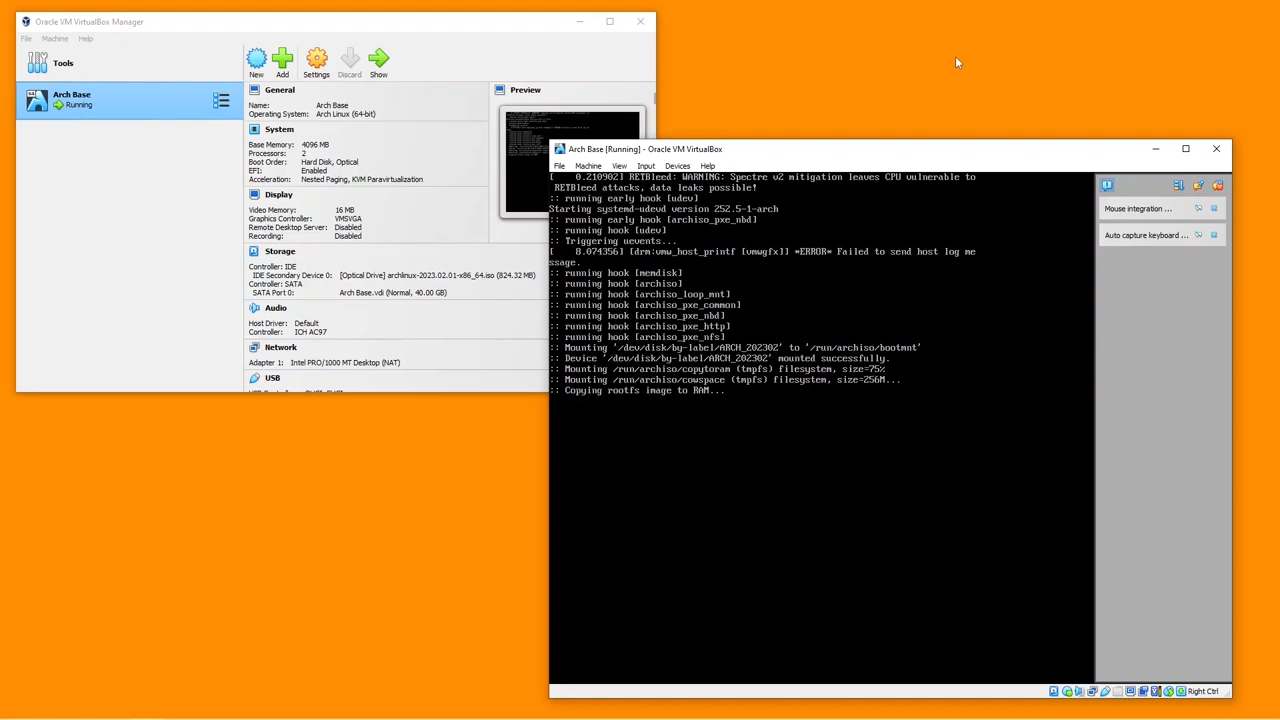 Oracle VM VirtualBox Manager
File Machine Help
Tools
New Add Settings Discard Show
64
Arch Base
Running
General
Name: Arch Base
Operating System: Arch Linux (64-bit)
System
Base Memory: 4096 MB
Processors: 2
Boot Order: Hard Disk, Optical
EFI: Enabled
Acceleration: Nested Paging, KVM Paravirtualization
Display
Video Memory: 16 MB
Graphics Controller: VMSVGA
Remote Desktop Server: Disabled
Recording: Disabled
Storage
Controller: IDE
IDE Secondary Device 0: [Optical Drive] archlinux-2023.02.01-x86_64.iso (824.32 MB)
Controller: SATA
SATA Port 0: Arch Base.vdi (Normal, 40.00 GB)
Audio
Host Driver: Default
Controller: ICH AC97
Network
Adapter 1: Intel PRO/1000 MT Desktop (NAT)
USB
Preview
Arch Base [Running] - Oracle VM VirtualBox
File Machine View Input Devices Help
[    0.210902] RETBleed: WARNING: Spectre v2 mitigation leaves CPU vulnerable to
RETBleed attacks, data leaks possible!
:: running early hook [udev]
Starting systemd-udevd version 252.5-1-arch
:: running early hook [archiso_pxe_nbd]
:: running hook [udev]
:: Triggering uevents...
[    8.074356] [drm:vmw_host_printf [vmwgfx]] *ERROR* Failed to send host log me
ssage.
:: running hook [memdisk]
:: running hook [archiso]
:: running hook [archiso_loop_mnt]
:: running hook [archiso_pxe_common]
:: running hook [archiso_pxe_nbd]
:: running hook [archiso_pxe_http]
:: running hook [archiso_pxe_nfs]
:: Mounting '/dev/disk/by-label/ARCH_202302' to '/run/archiso/bootmnt'
:: Device '/dev/disk/by-label/ARCH_202302' mounted successfully.
:: Mounting /run/archiso/copytoram (tmpfs) filesystem, size=75%
:: Mounting /run/archiso/cowspace (tmpfs) filesystem, size=256M...
:: Copying rootfs image to RAM...
Mouse integration ...
Auto capture keyboard ...
Right Ctrl